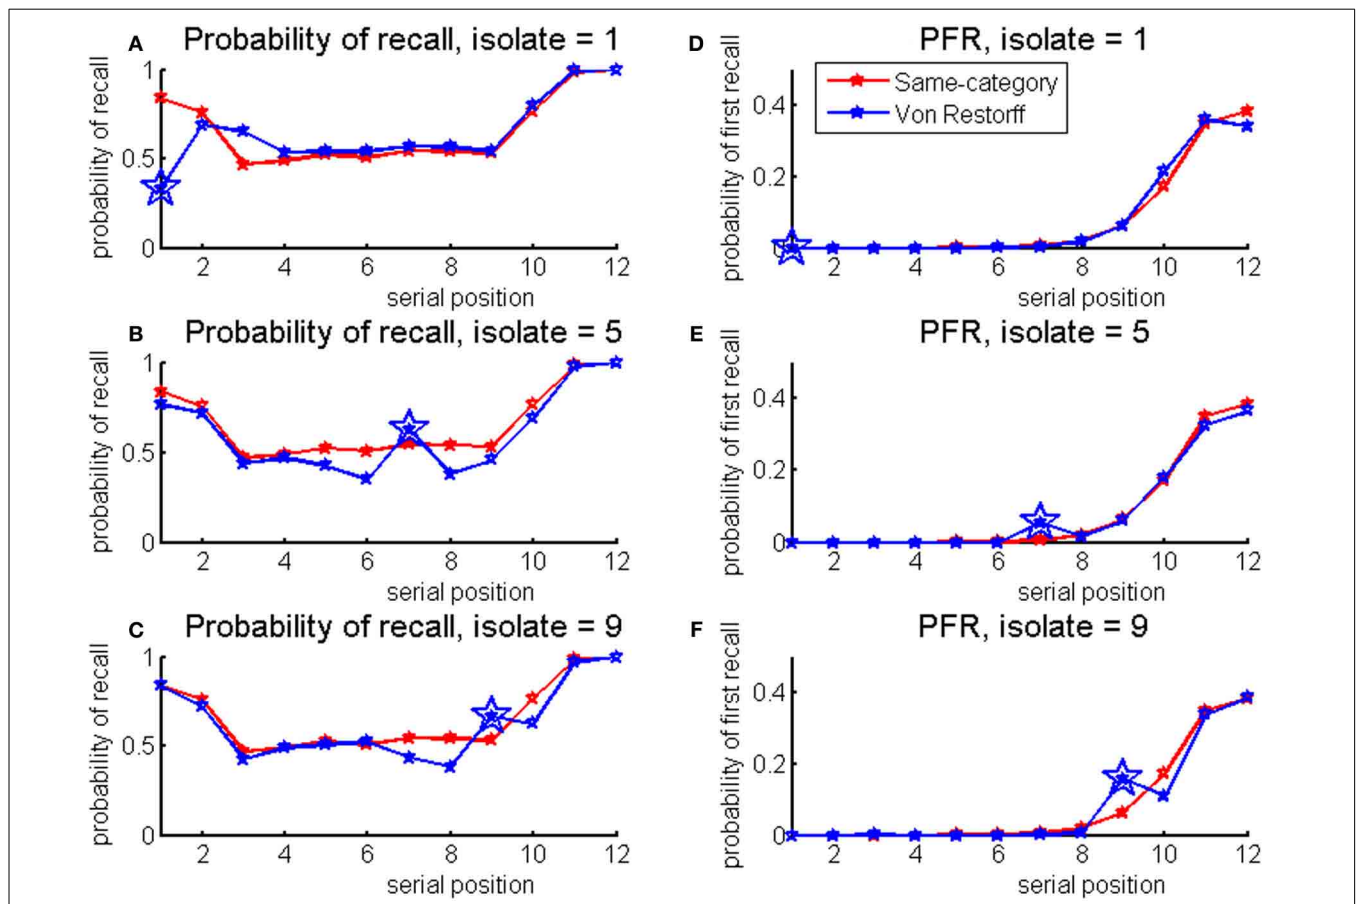 A Probability of recall, isolate = 1
probability of recall
1
0.5
0
2 4 6 8 10 12
serial position
D PFR, isolate = 1
probability of first recall
0.4
0.2
Same-category
Von Restorff
2 4 6 8 10 12
serial position
B Probability of recall, isolate = 5
probability of recall
1
0.5
0
2 4 6 8 10 12
serial position
E PFR, isolate = 5
probability of first recall
0.4
0.2
0
2 4 6 8 10 12
serial position
C Probability of recall, isolate = 9
probability of recall
1
0.5
0
2 4 6 8 10 12
serial position
F PFR, isolate = 9
probability of first recall
0.4
0.2
0
2 4 6 8 10 12
serial position